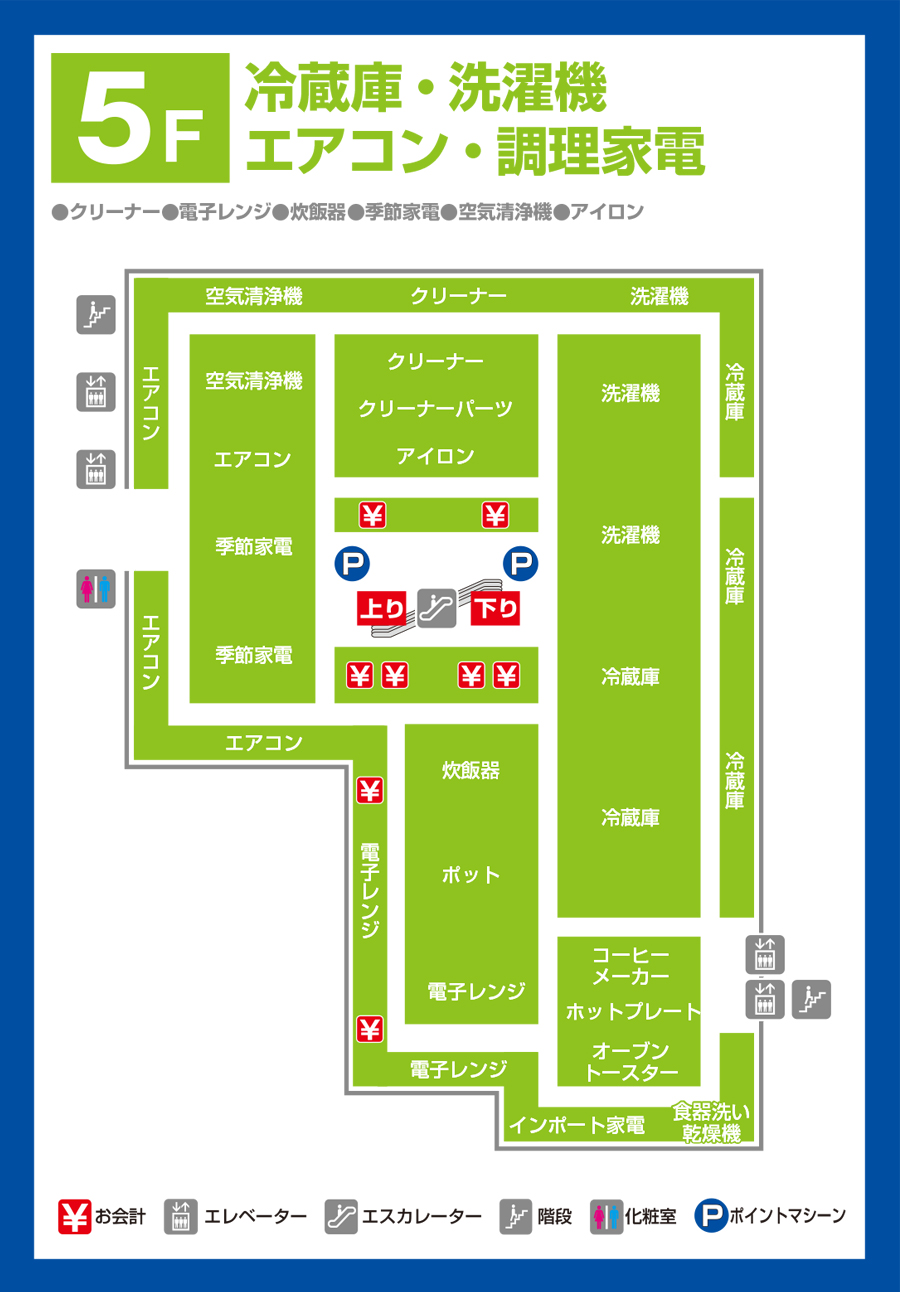 5F
冷蔵庫・洗濯機
エアコン・調理家電
●クリーナー●電子レンジ●炊飯器●季節家電●空気清浄機●アイロン
空気清浄機
クリーナー
洗濯機
エアコン
空気清浄機
エアコン
季節家電
季節家電
クリーナー
クリーナーパーツ
アイロン
洗濯機
洗濯機
冷蔵庫
冷蔵庫
冷蔵庫
冷蔵庫
冷蔵庫
¥
¥
P
P
上り
下り
¥
¥
¥
¥
エアコン
エアコン
¥
電子レンジ
¥
炊飯器
ポット
電子レンジ
電子レンジ
コーヒー
メーカー
ホットプレート
オーブン
トースター
インポート家電
食器洗い
乾燥機
¥お会計
エレベーター
エスカレーター
階段
化粧室
Pポイントマシーン